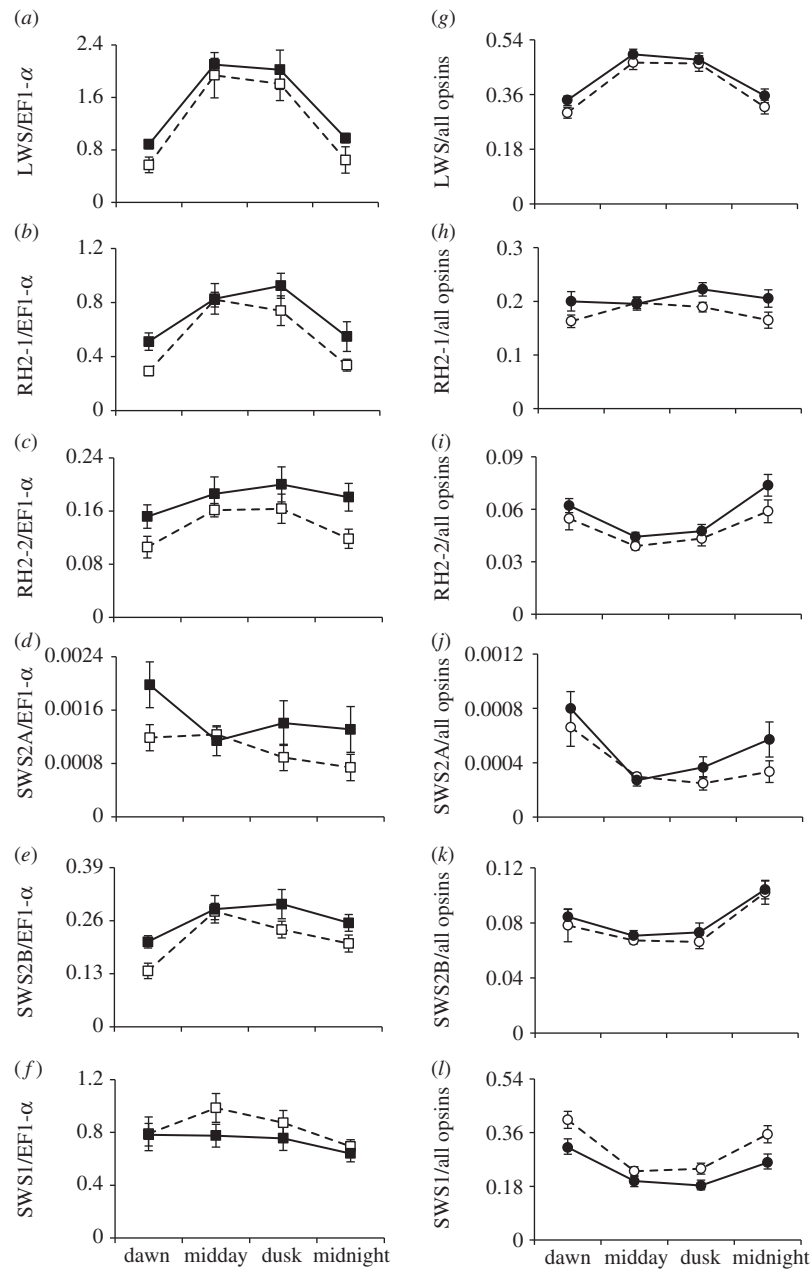 (a)
2.4
1.6
0.8
0
LWS/EF1-α
(b)
1.2
0.8
0.4
0
RH2-1/EF1-α
(c)
0.24
0.16
0.08
0
RH2-2/EF1-α
(d)
0.0024
0.0016
0.0008
0
SWS2A/EF1-α
(e)
0.39
0.26
0.13
0
SWS2B/EF1-α
(f)
1.2
0.8
0.4
0
SWS1/EF1-α
dawn midday dusk midnight
(g)
0.54
0.36
0.18
0
LWS/all opsins
(h)
0.3
0.2
0.1
0
RH2-1/all opsins
(i)
0.09
0.06
0.03
0
RH2-2/all opsins
(j)
0.0012
0.0008
0.0004
0
SWS2A/all opsins
(k)
0.12
0.08
0.04
0
SWS2B/all opsins
(l)
0.54
0.36
0.18
0
SWS1/all opsins
dawn midday dusk midnight